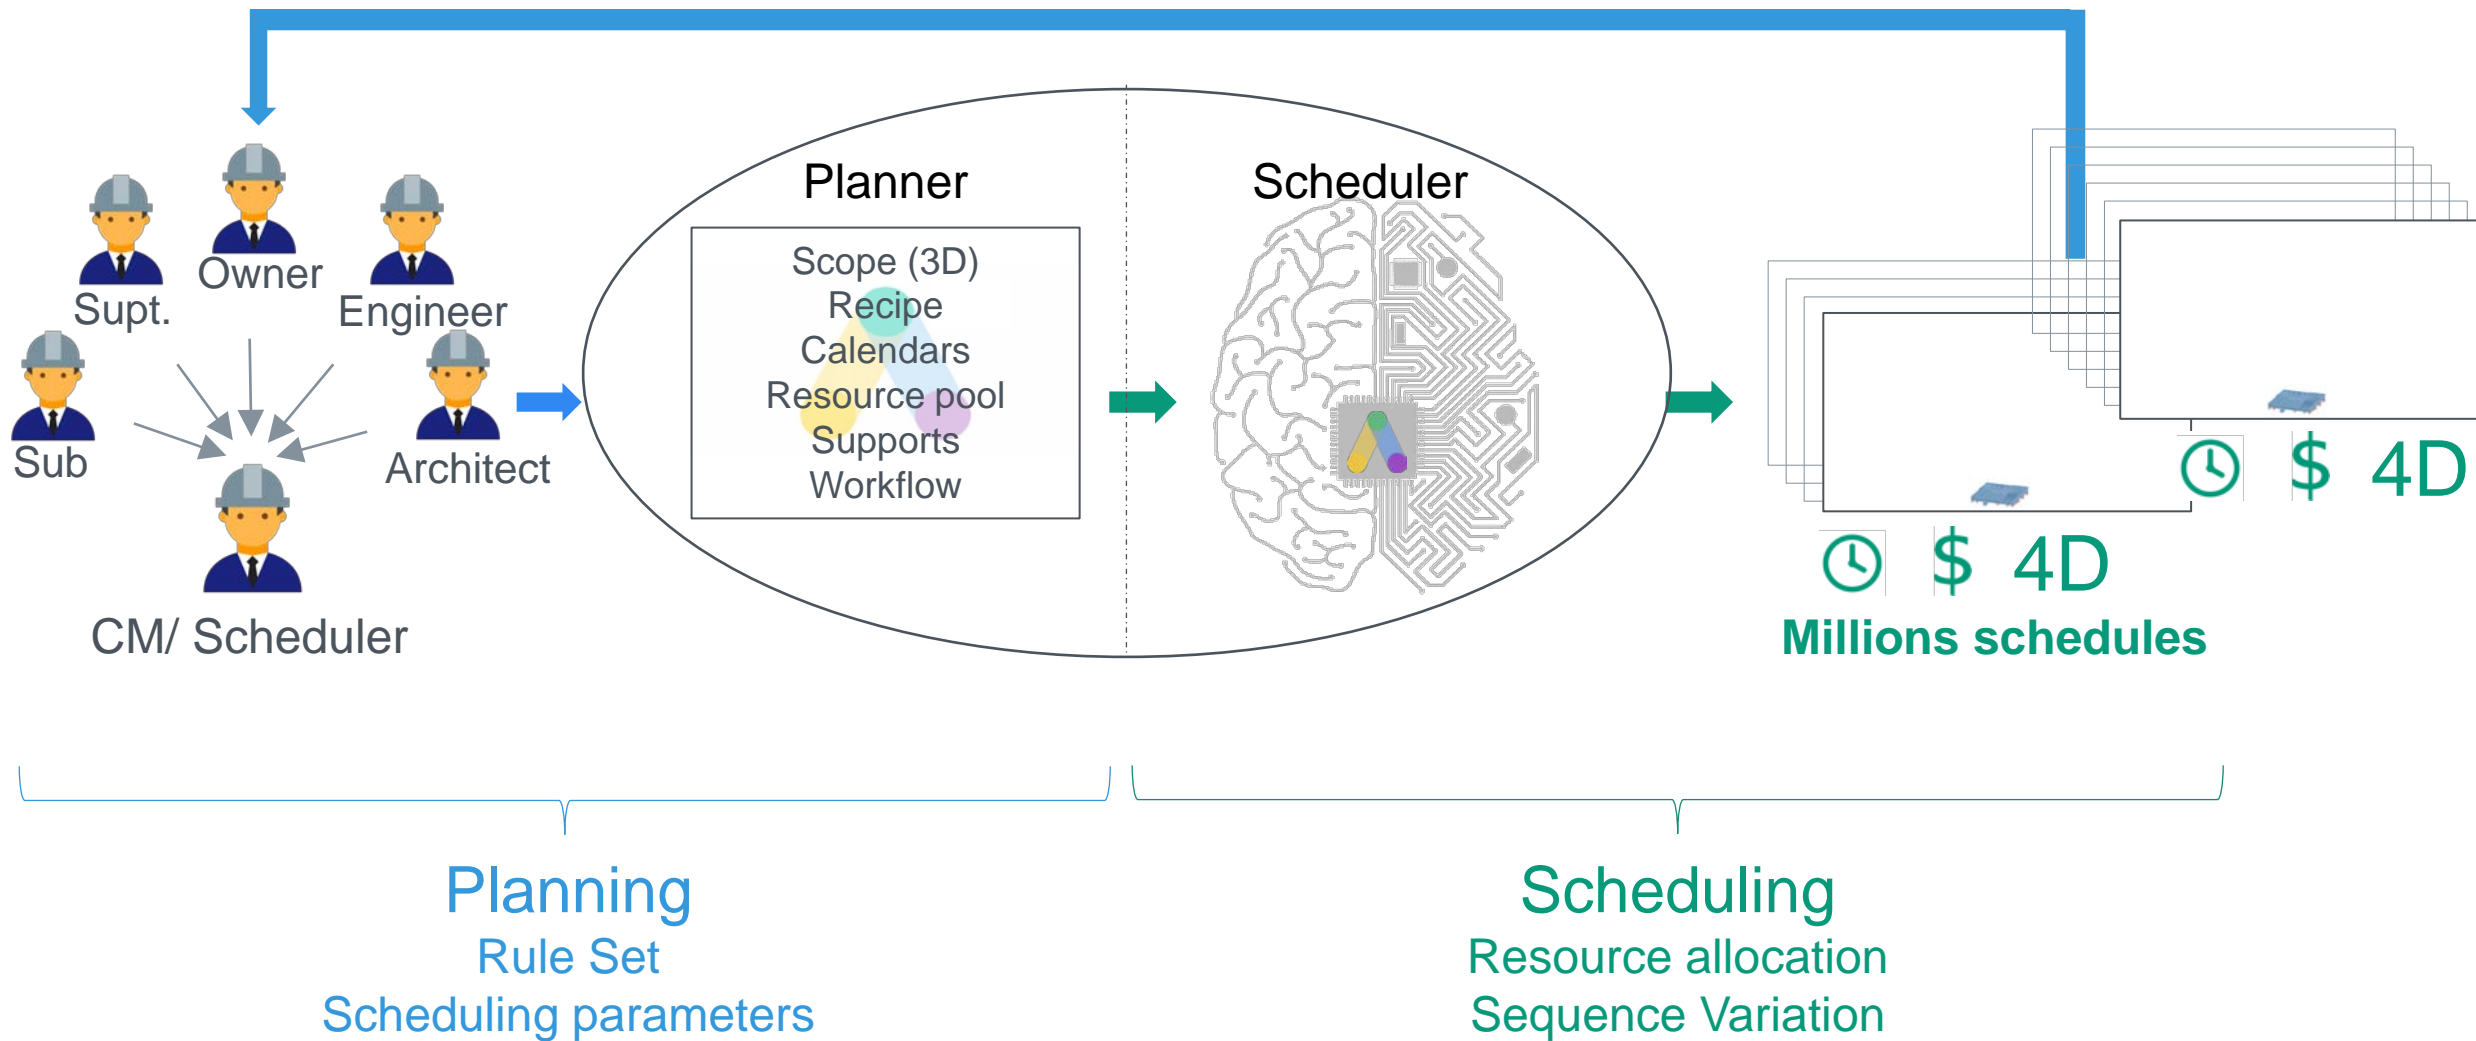 Owner
Supt.
Engineer
Sub
Architect
CM/ Scheduler
Planner
Scope (3D)
Recipe
Calendars
Resource pool
Supports
Workflow
Scheduler
$ 4D
$ 4D
Millions schedules
Planning
Rule Set
Scheduling parameters
Scheduling
Resource allocation
Sequence Variation